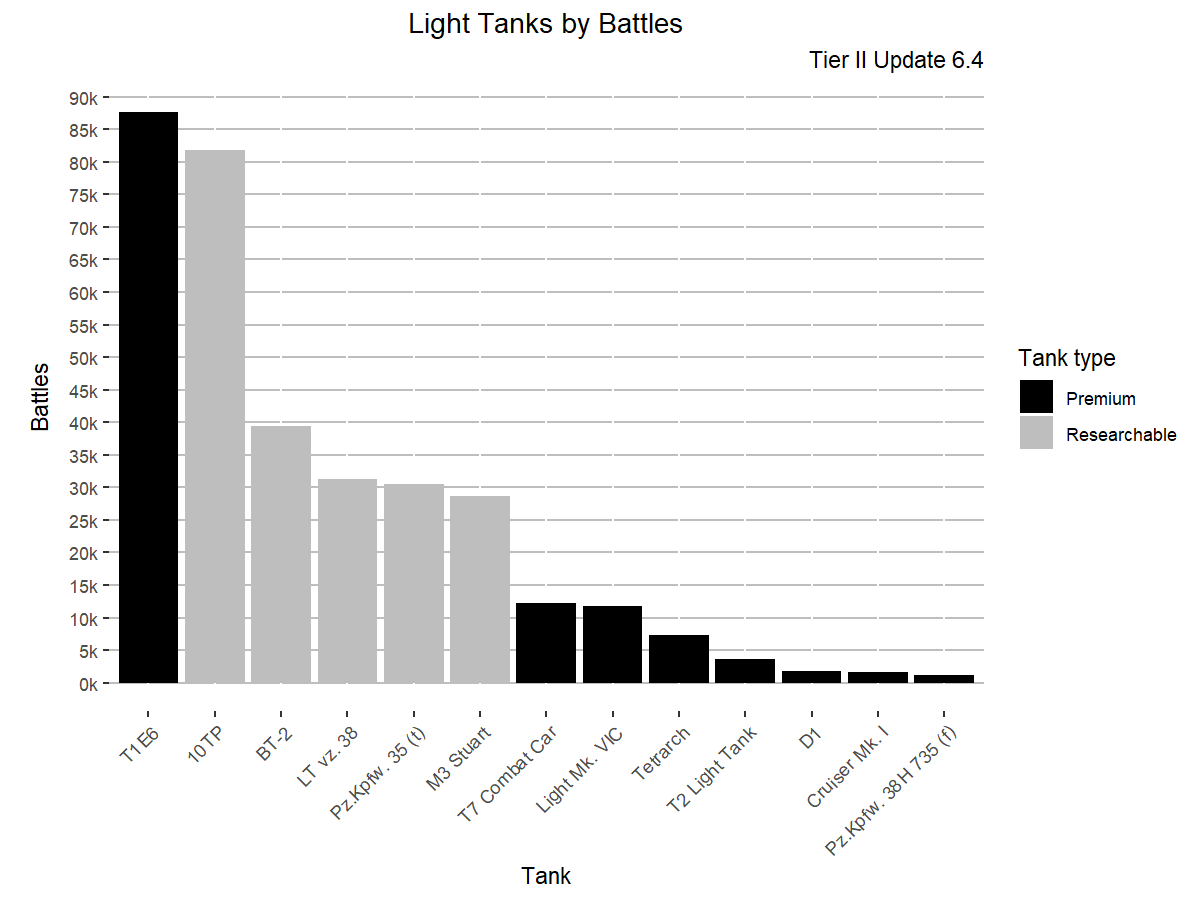 Light Tanks by Battles
Tier II Update 6.4
90k
85k
80k
75k
70k
65k
60k
55k
50k
45k
40k
35k
30k
25k
20k
15k
10k
5k
0k
Battles
T1E6
10TP
BT-2
LT vz. 38
Pz.Kpfw. 35 (t)
M3 Stuart
T7 Combat Car
Light Mk. VIC
Tetrarch
T2 Light Tank
D1
Cruiser Mk. I
Pz.Kpfw. 38H 735 (f)
Tank
Tank type
Premium
Researchable